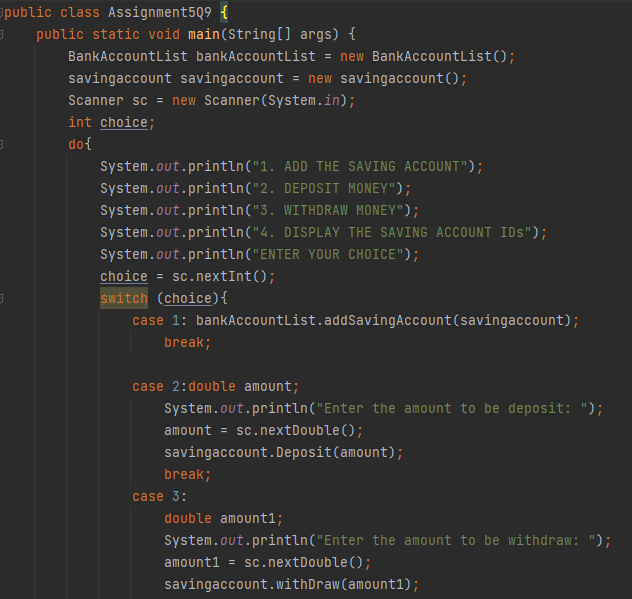 public class Assignment5Q9 {
public static void main(String[] args) {
BankAccountList bankAccountList = new BankAccountList();
savingaccount savingaccount = new savingaccount();
Scanner sc = new Scanner(System.in);
int choice;
do{
System.out.println("1. ADD THE SAVING ACCOUNT");
System.out.println("2. DEPOSIT MONEY");
System.out.println("3. WITHDRAW MONEY");
System.out.println("4. DISPLAY THE SAVING ACCOUNT IDs");
System.out.println("ENTER YOUR CHOICE");
choice = sc.nextInt();
switch (choice){
case 1: bankAccountList.addSavingAccount(savingaccount);
break;
case 2:double amount;
System.out.println("Enter the amount to be deposit: ");
amount = sc.nextDouble();
savingaccount.Deposit(amount);
break;
case 3:
double amount1;
System.out.println("Enter the amount to be withdraw: ");
amount1 = sc.nextDouble();
savingaccount.withDraw(amount1);